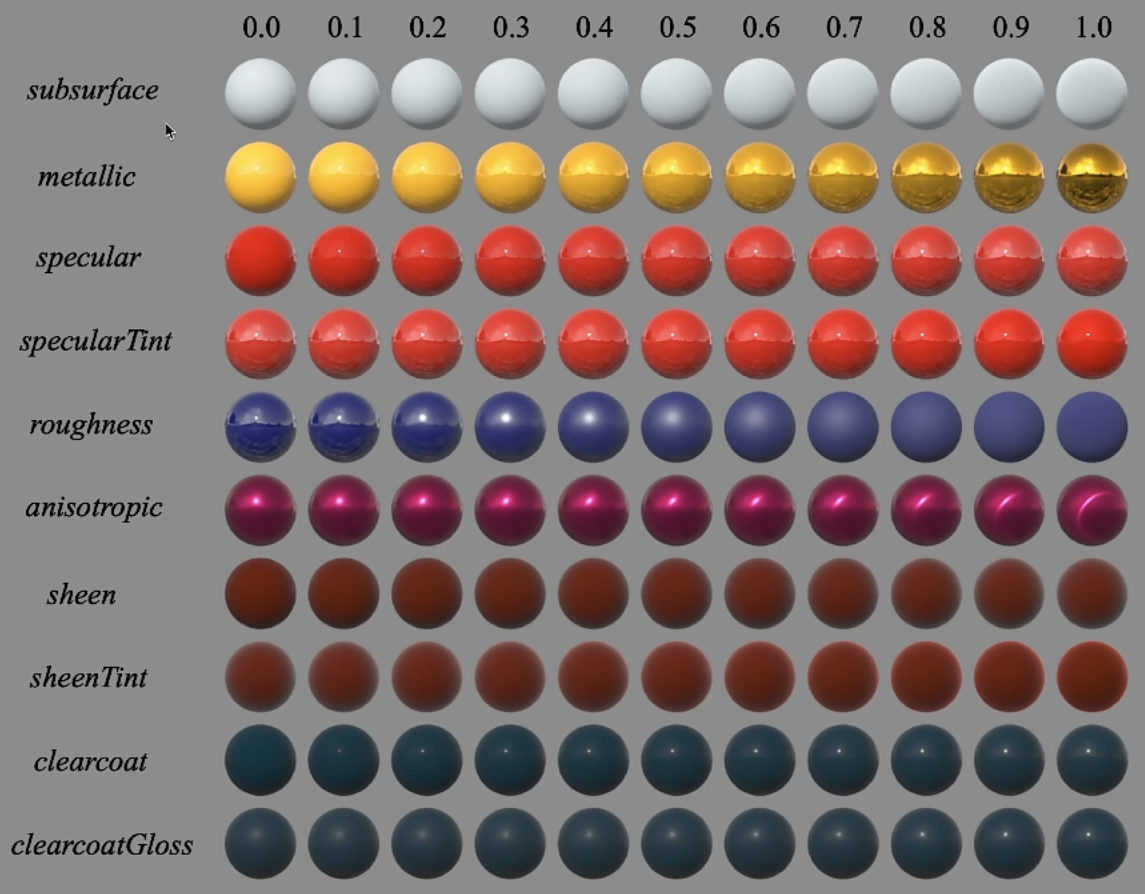 0.0 0.1 0.2 0.3 0.4 0.5 0.6 0.7 0.8 0.9 1.0
subsurface
metallic
specular
specularTint
roughness
anisotropic
sheen
sheenTint
clearcoat
clearcoatGloss